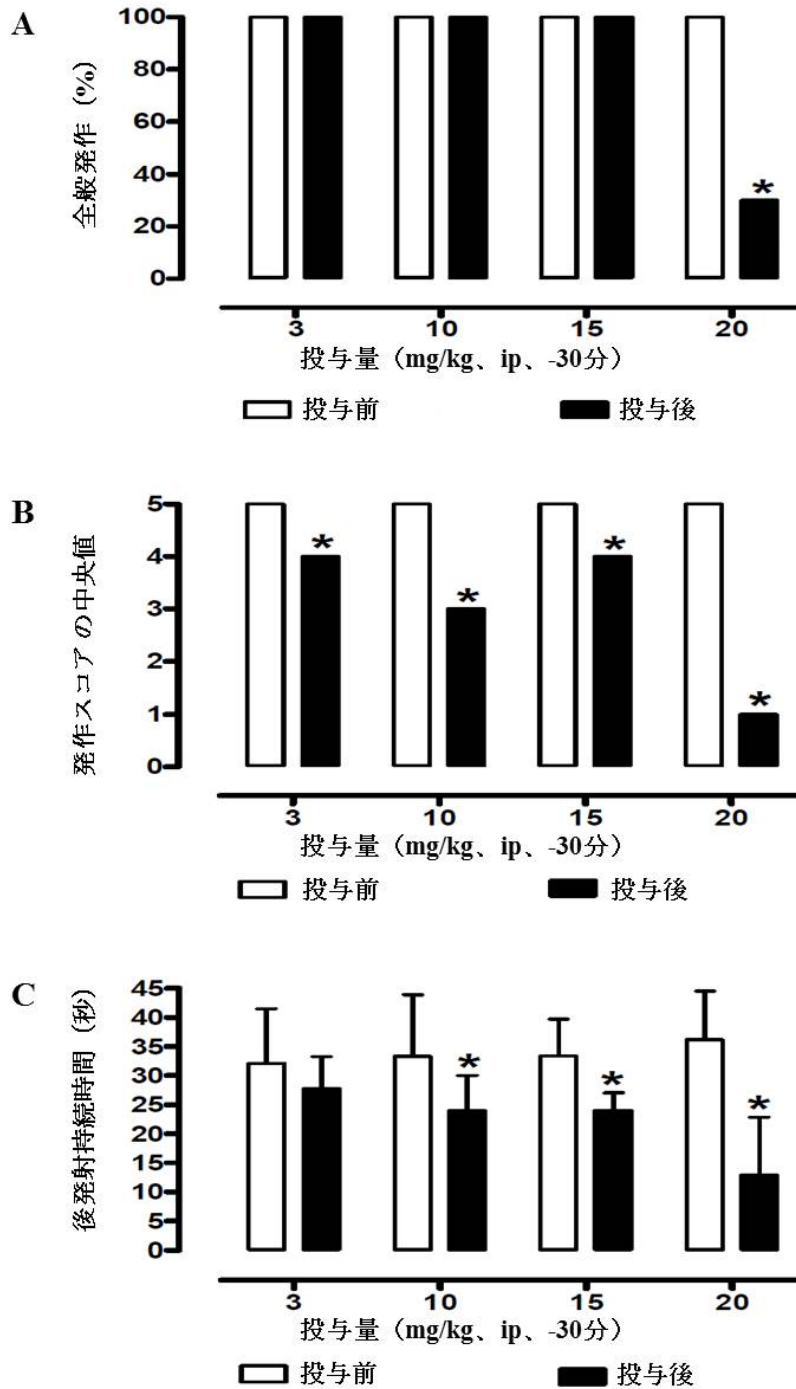 A
全般発作（%）
100
80
60
40
20
0
*
3 10 15 20
投与量（mg/kg、ip、-30分）
投与前 投与後
B
発作スコアの中央値
5
4
3
2
1
0
* * * *
3 10 15 20
投与量（mg/kg、ip、-30分）
投与前 投与後
C
後発射持続時間（秒）
45
40
35
30
25
20
15
10
5
0
* * *
3 10 15 20
投与量（mg/kg、ip、-30分）
投与前 投与後